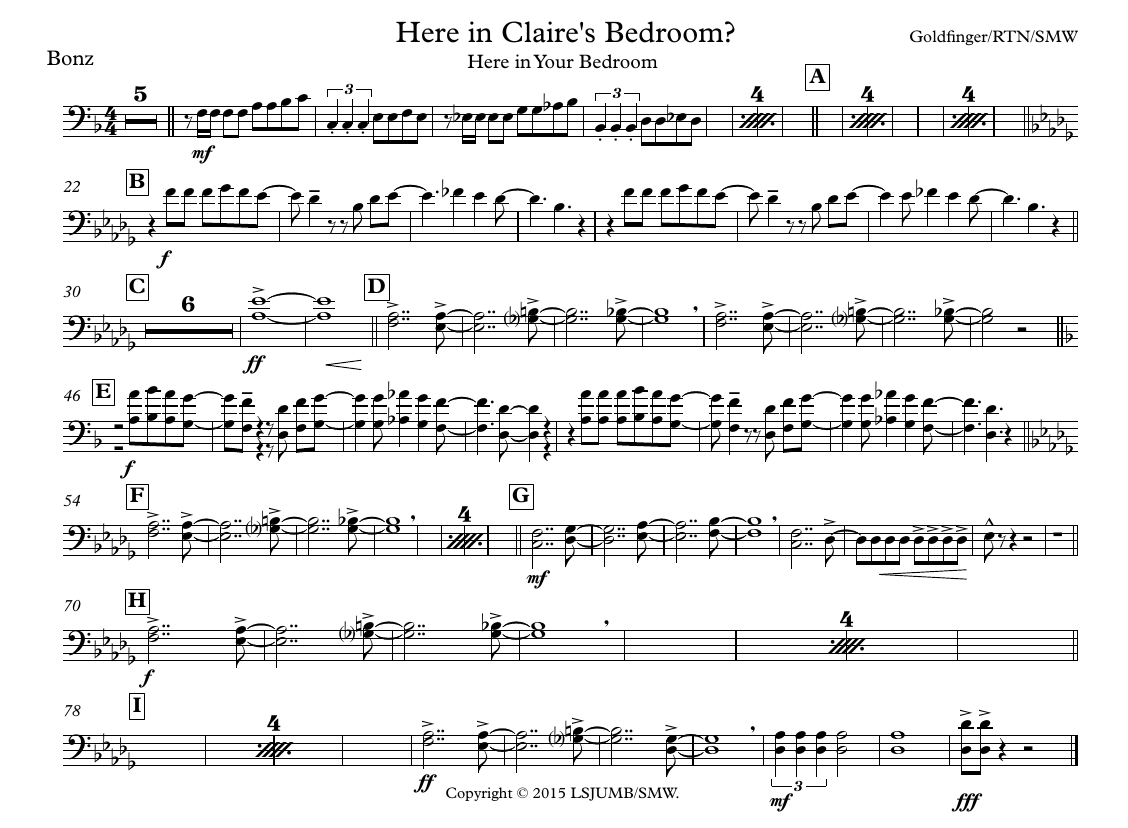 Here in Claire's Bedroom?
Goldfinger/RTN/SMW
Bonz
Here in Your Bedroom
A
5 3 3 4 4 4
mf
22 B
f
30 C 6 D
ff
46 E
f
54 F 4 G
mf
70 H 4
f
78 I 4
ff 3 mf fff
Copyright © 2015 LSJUMB/SMW.